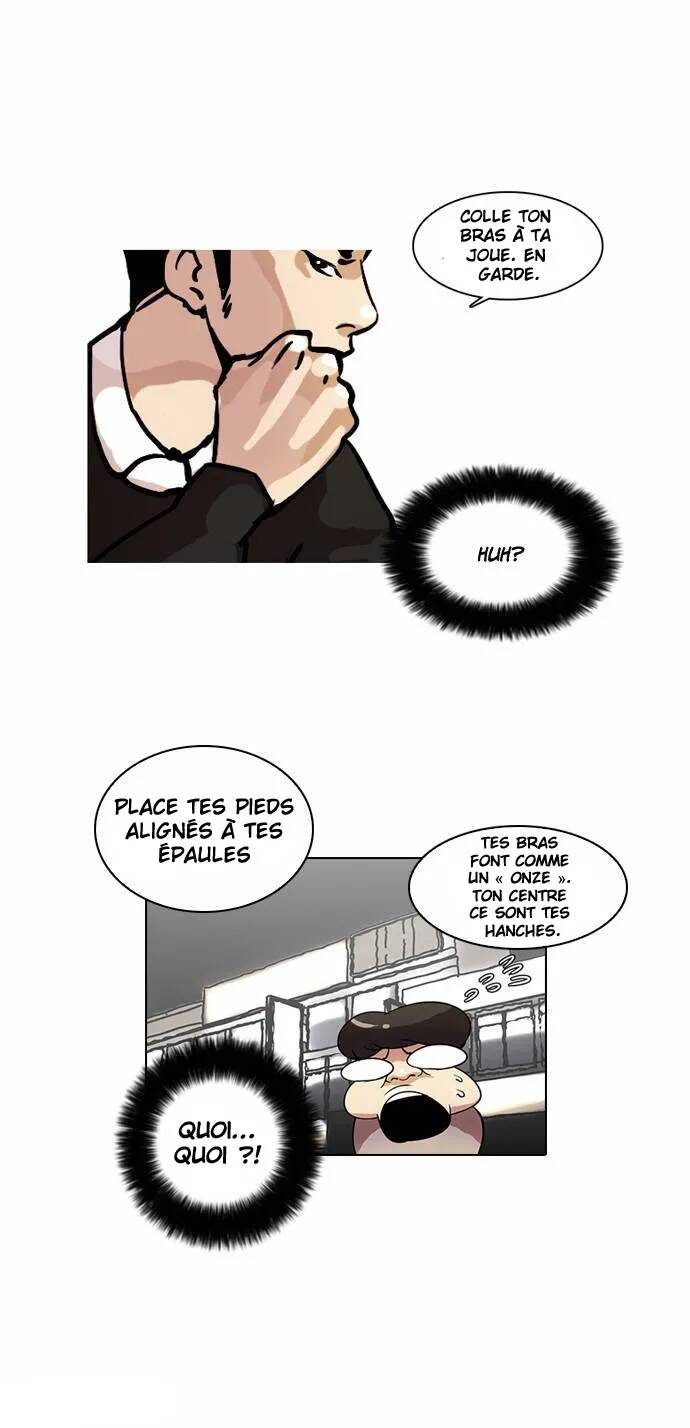 COLLE TON
BRAS À TA
JOUE. EN
GARDE.
HUH?
PLACE TES PIEDS
ALIGNÉS À TES
ÉPAULES
TES BRAS
FONT COMME
UN « ONZE ».
TON CENTRE
CE SONT TES
HANCHES.
QUOI...
QUOI ?!